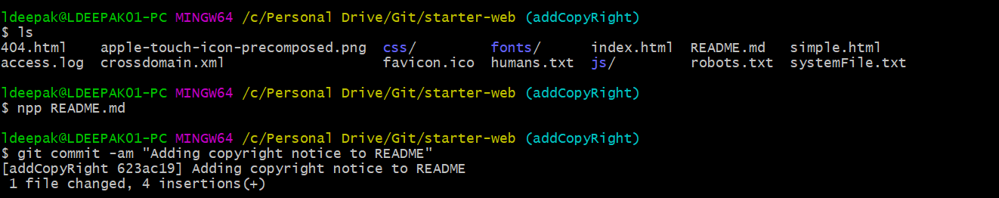 ldeepak@LDEEPAK01-PC MINGW64 /c/Personal Drive/Git/starter-web (addCopyRight)
$ ls
404.html    apple-touch-icon-precomposed.png  css/         fonts/      index.html  README.md   simple.html
access.log  crossdomain.xml                   favicon.ico  humans.txt  js/         robots.txt  systemFile.txt
ldeepak@LDEEPAK01-PC MINGW64 /c/Personal Drive/Git/starter-web (addCopyRight)
$ npp README.md
ldeepak@LDEEPAK01-PC MINGW64 /c/Personal Drive/Git/starter-web (addCopyRight)
$ git commit -am "Adding copyright notice to README"
[addCopyRight 623ac19] Adding copyright notice to README
 1 file changed, 4 insertions(+)